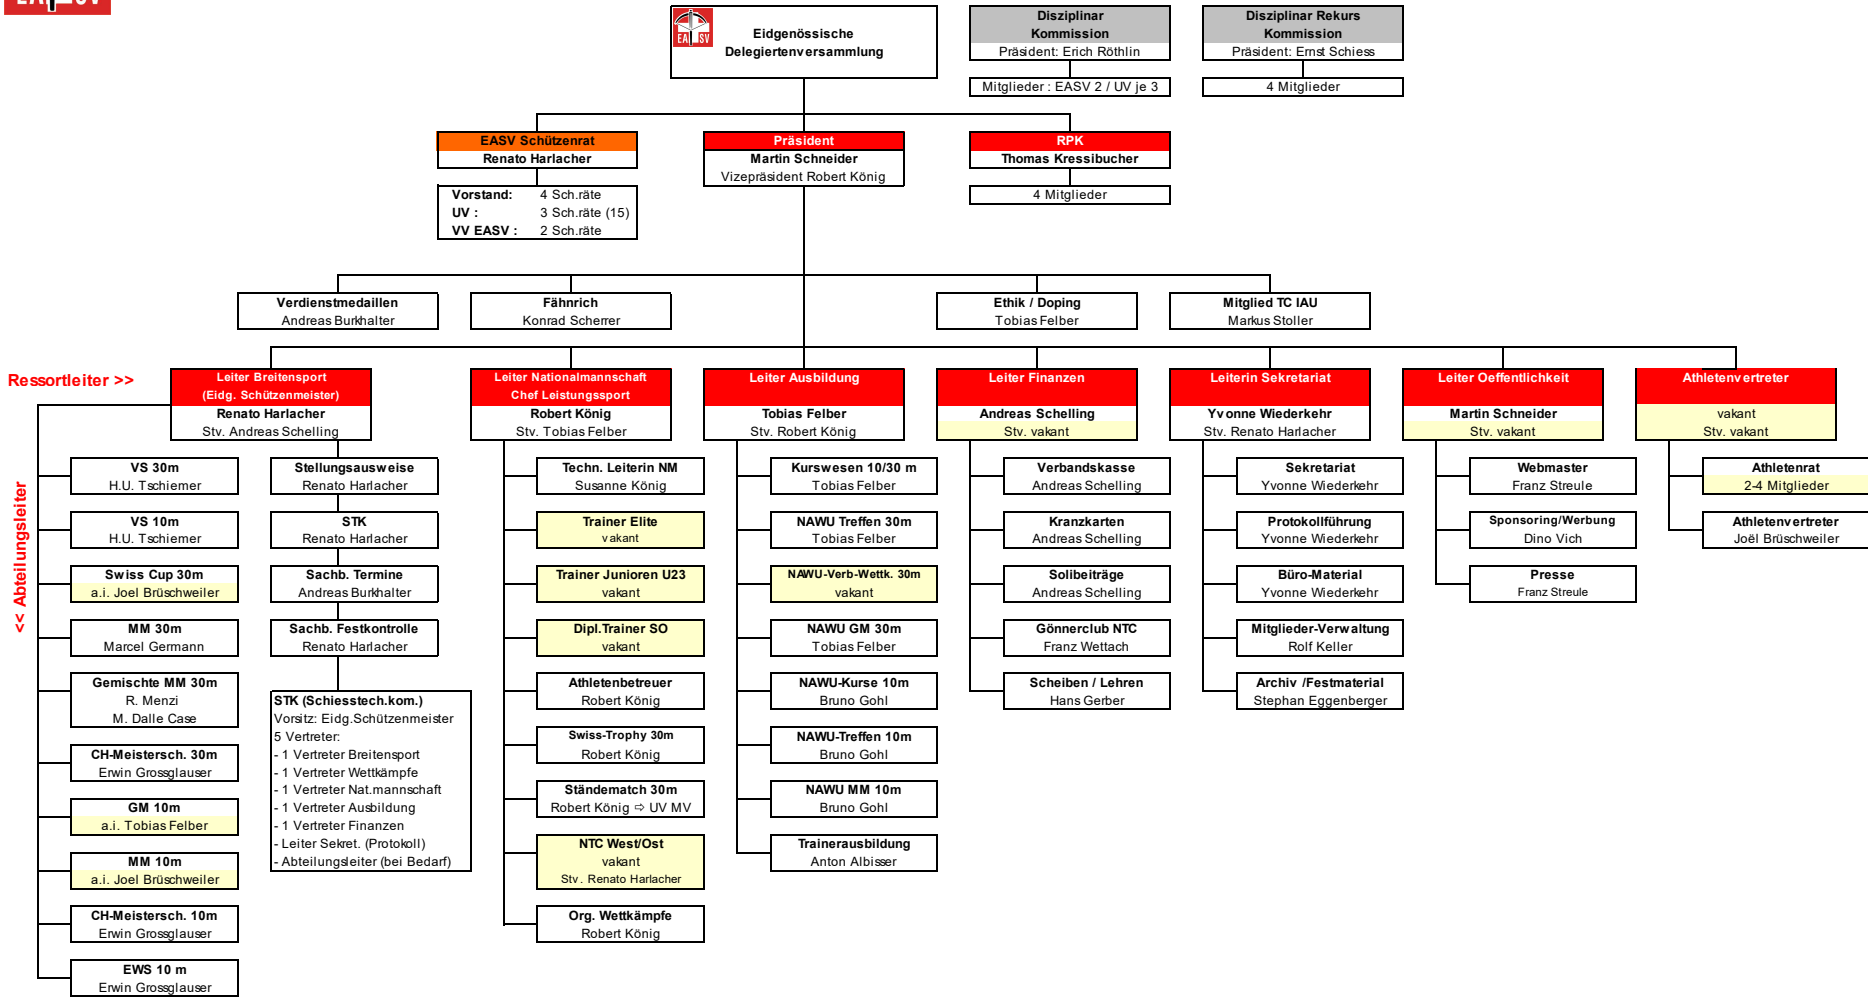 EASV
EASV
Eidgenössische
Delegiertenversammlung
Disziplinar
Kommission
Präsident: Erich Röthlin
Mitglieder : EASV 2 / UV je 3
Disziplinar Rekurs
Kommission
Präsident: Ernst Schiess
4 Mitglieder
EASV Schützenrat
Renato Harlacher
Vorstand: 4 Sch.räte
UV : 3 Sch.räte (15)
VV EASV : 2 Sch.räte
Präsident
Martin Schneider
Vizepräsident Robert König
RPK
Thomas Kressibucher
4 Mitglieder
Verdienstmedaillen
Andreas Burkhalter
Fähnrich
Konrad Scherrer
Ethik / Doping
Tobias Felber
Mitglied TC IAU
Markus Stoller
Ressortleiter >>
<< Abteilungsleiter
Leiter Breitensport
(Eidg. Schützenmeister)
Renato Harlacher
Stv. Andreas Schelling
VS 30m
H.U. Tschiemer
VS 10m
H.U. Tschiemer
Swiss Cup 30m
a.i. Joel Brüschweiler
MM 30m
Marcel Germann
Gemischte MM 30m
R. Menzi
M. Dalle Case
CH-Meistersch. 30m
Erwin Grossglauser
GM 10m
a.i. Tobias Felber
MM 10m
a.i. Joel Brüschweiler
CH-Meistersch. 10m
Erwin Grossglauser
EWS 10 m
Erwin Grossglauser
Stellungsausweise
Renato Harlacher
STK
Renato Harlacher
Sachb. Termine
Andreas Burkhalter
Sachb. Festkontrolle
Renato Harlacher
STK (Schiesstech.kom.)
Vorsitz: Eidg.Schützenmeister
5 Vertreter:
- 1 Vertreter Breitensport
- 1 Vertreter Wettkämpfe
- 1 Vertreter Nat.mannschaft
- 1 Vertreter Ausbildung
- 1 Vertreter Finanzen
- Leiter Sekret. (Protokoll)
- Abteilungsleiter (bei Bedarf)
Leiter Nationalmannschaft
Chef Leistungssport
Robert König
Stv. Tobias Felber
Techn. Leiterin NM
Susanne König
Trainer Elite
vakant
Trainer Junioren U23
vakant
Dipl.Trainer SO
vakant
Athletenbetreuer
Robert König
Swiss-Trophy 30m
Robert König
Ständematch 30m
Robert König ⇨ UV MV
NTC West/Ost
vakant
Stv. Renato Harlacher
Org. Wettkämpfe
Robert König
Leiter Ausbildung
Tobias Felber
Stv. Robert König
Kurswesen 10/30 m
Tobias Felber
NAWU Treffen 30m
Tobias Felber
NAWU-Verb-Wettk. 30m
vakant
NAWU GM 30m
Tobias Felber
NAWU-Kurse 10m
Bruno Gohl
NAWU-Treffen 10m
Bruno Gohl
NAWU MM 10m
Bruno Gohl
Trainerausbildung
Anton Albisser
Leiter Finanzen
Andreas Schelling
Stv. vakant
Verbandskasse
Andreas Schelling
Kranzkarten
Andreas Schelling
Solibeiträge
Andreas Schelling
Gönnerclub NTC
Franz Wettach
Scheiben / Lehren
Hans Gerber
Leiterin Sekretariat
Yvonne Wiederkehr
Stv. Renato Harlacher
Sekretariat
Yvonne Wiederkehr
Protokollführung
Yvonne Wiederkehr
Büro-Material
Yvonne Wiederkehr
Mitglieder-Verwaltung
Rolf Keller
Archiv /Festmaterial
Stephan Eggenberger
Leiter Oeffentlichkeit
Martin Schneider
Stv. vakant
Webmaster
Franz Streule
Sponsoring/Werbung
Dino Vich
Presse
Franz Streule
Athletenvertreter
vakant
Stv. vakant
Athletenrat
2-4 Mitglieder
Athletenvertreter
Joël Brüschweiler